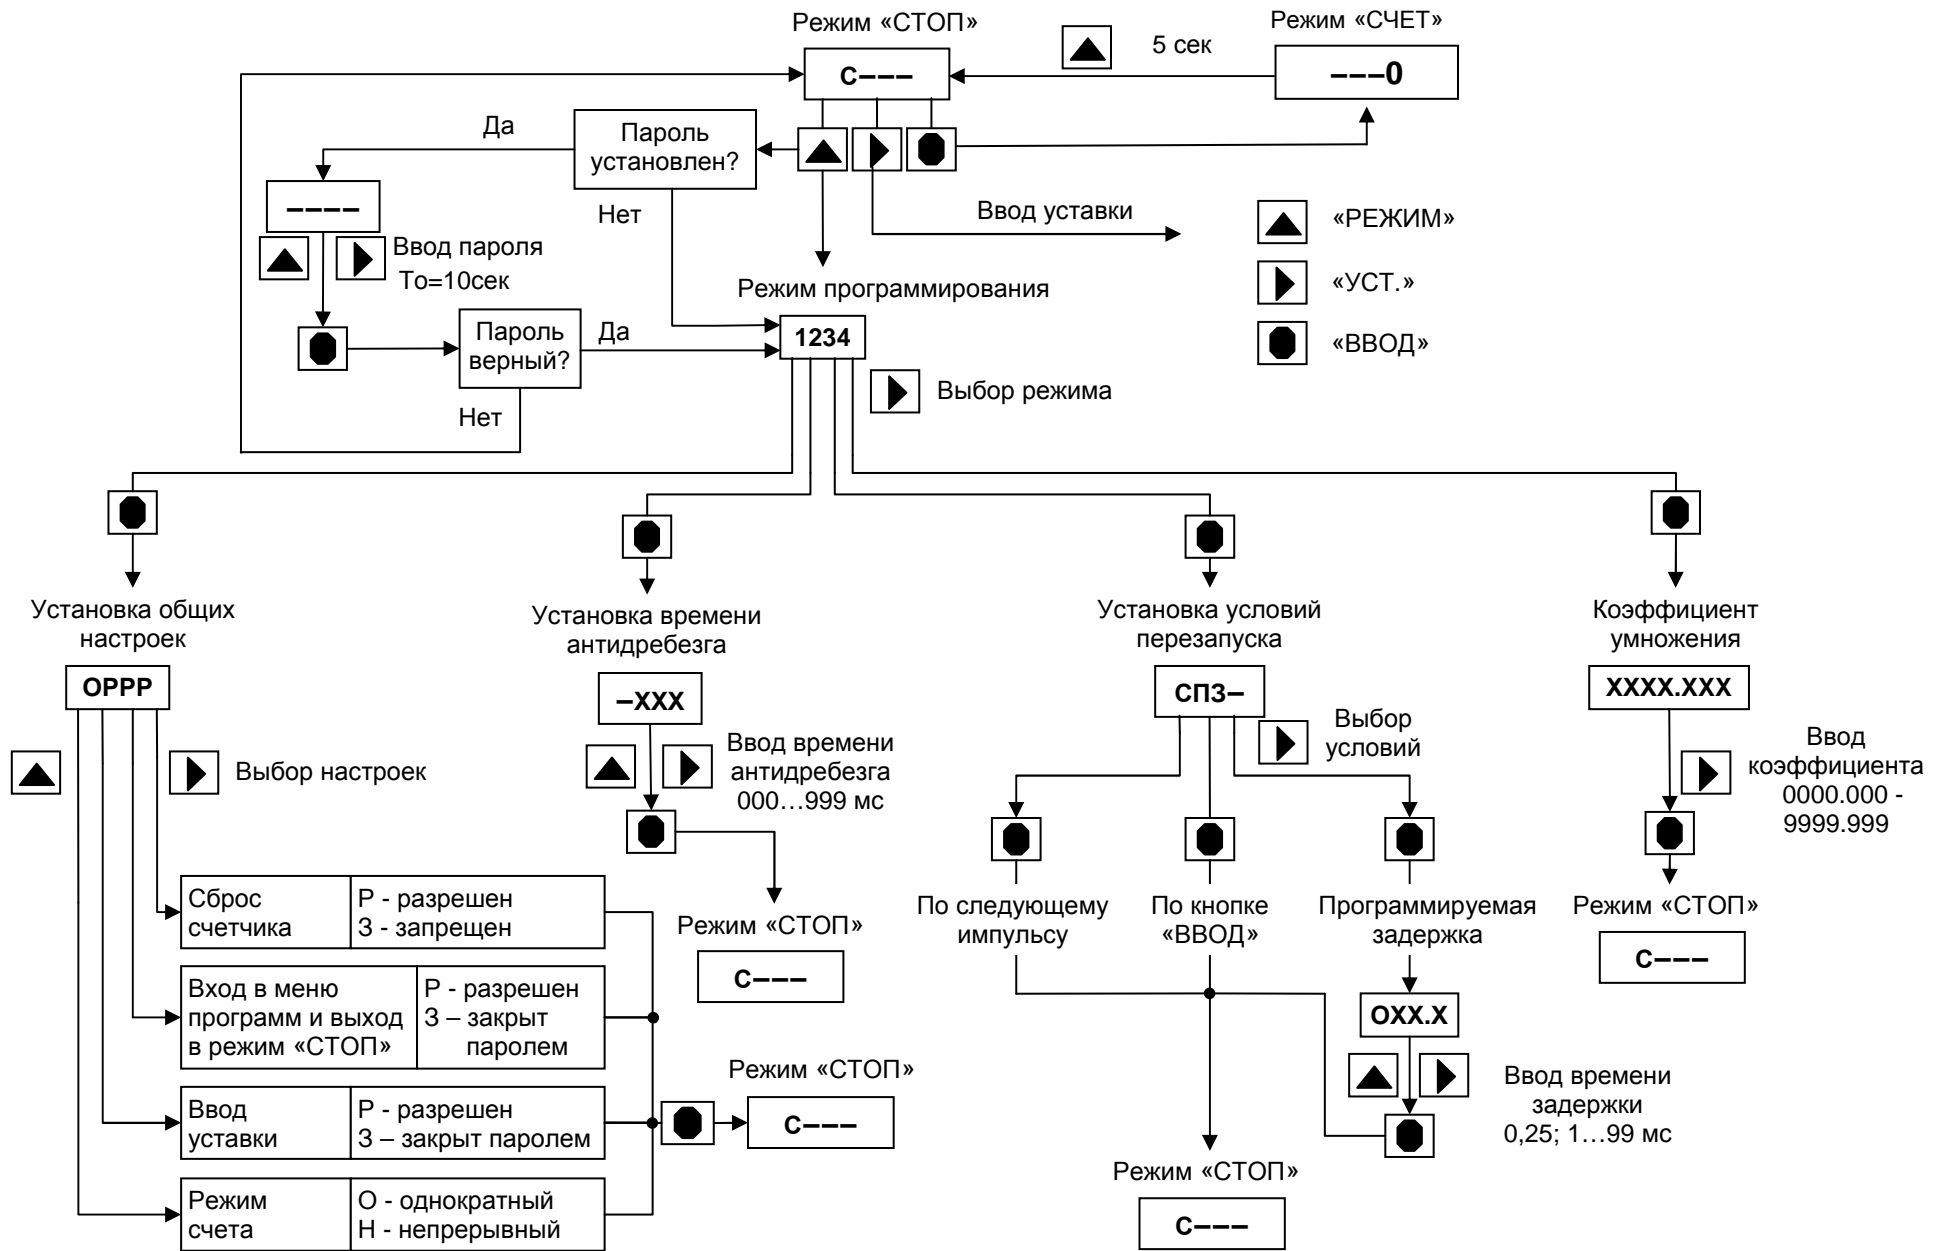 Режим «СТОП»
Режим «СЧЕТ»
5 сек
С–––
–––0
Да
Пароль
установлен?
Нет
––––
Ввод пароля
То=10сек
Ввод уставки
«РЕЖИМ»
«УСТ.»
«ВВОД»
Режим программирования
1234
Пароль
верный?
Да
Нет
Выбор режима
Установка общих
настроек
ОРРР
Выбор настроек
Установка времени
антидребезга
–ХХХ
Ввод времени
антидребезга
000…999 мс
Режим «СТОП»
С–––
Установка условий
перезапуска
СПЗ–
Выбор
условий
По следующему
импульсу
По кнопке
«ВВОД»
Программируемая
задержка
ОХХ.Х
Ввод времени
задержки
0,25; 1…99 мс
Режим «СТОП»
С–––
Коэффициент
умножения
ХХХХ.ХХХ
Ввод
коэффициента
0000.000 -
9999.999
Режим «СТОП»
С–––
Сброс
счетчика
Р - разрешен
З - запрещен
Вход в меню
программ и выход
в режим «СТОП»
Р - разрешен
З – закрыт
паролем
Ввод
уставки
Р - разрешен
З – закрыт паролем
Режим
счета
О - однократный
Н - непрерывный
Режим «СТОП»
С–––